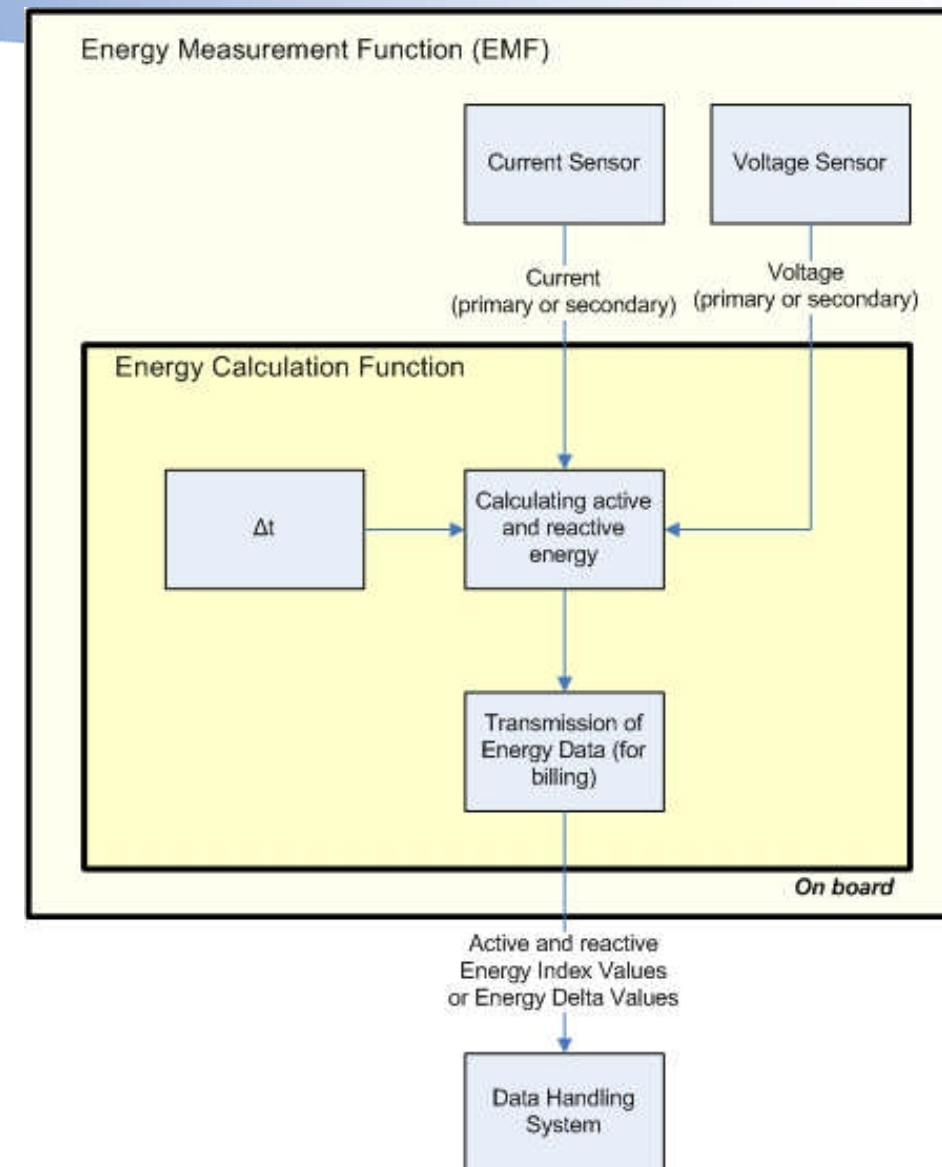 Energy Measurement Function (EMF)
Current Sensor
Voltage Sensor
Current
(primary or secondary)
Voltage
(primary or secondary)
Energy Calculation Function
Δt
Calculating active
and reactive
energy
Transmission of
Energy Data (for
billing)
On board
Active and reactive
Energy Index Values
or Energy Delta Values
Data Handling
System